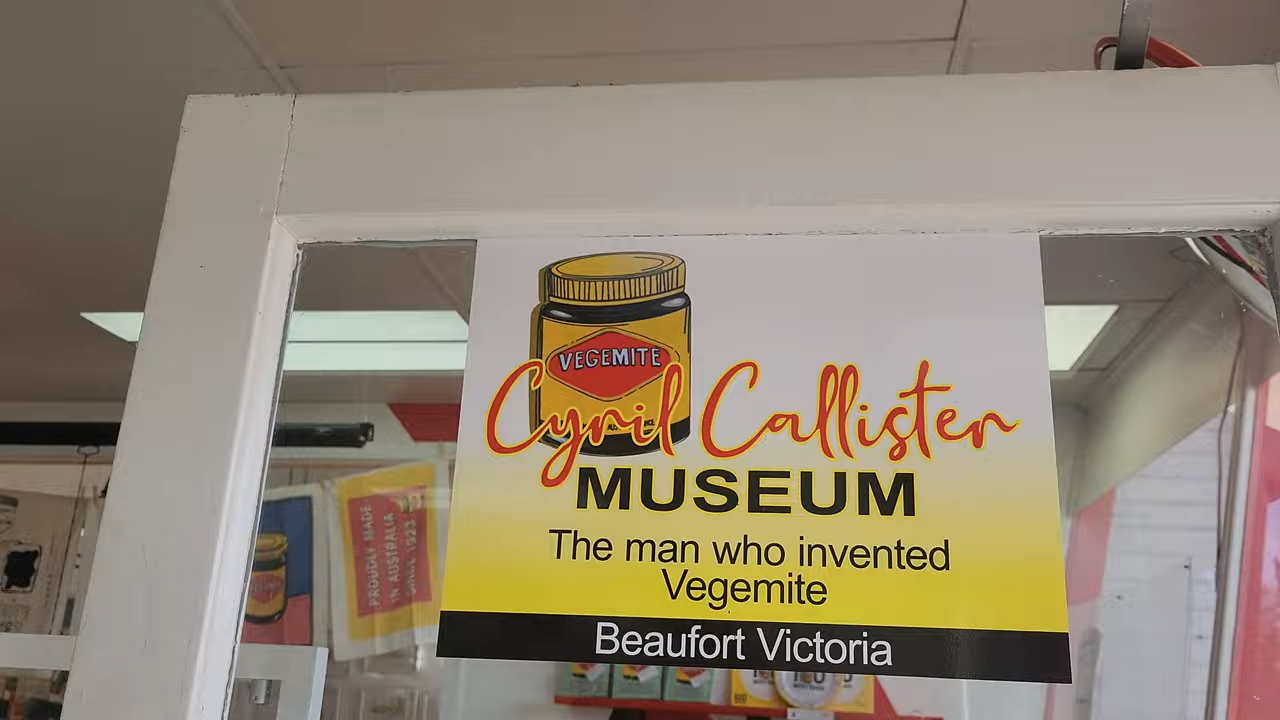 VEGEMITE
Cyril Callister
MUSEUM
The man who invented
Vegemite
Beaufort Victoria
PROUDLY MADE
IN AUSTRALIA
SINCE 1923